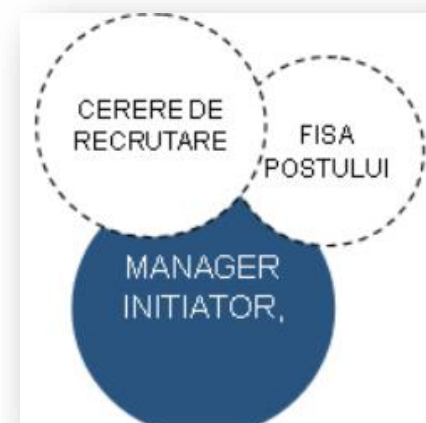 CERERE DE
RECRUTARE
FISA
POSTULUI
MANAGER
INITIATOR,